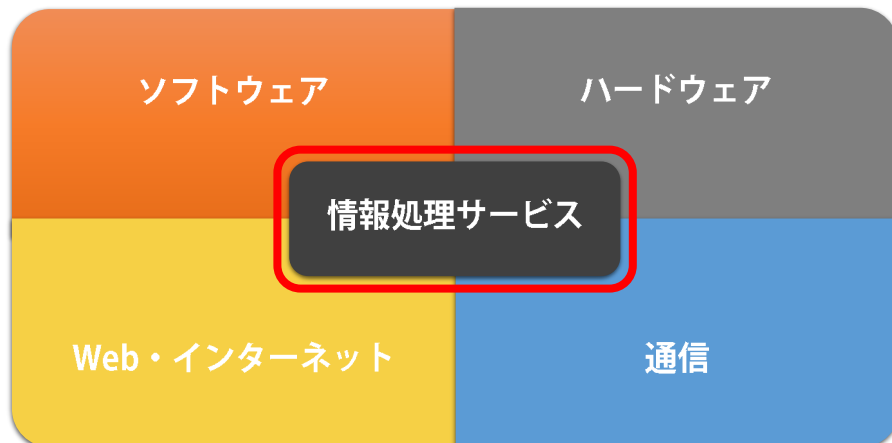 ソフトウェア
ハードウェア
情報処理サービス
Web・インターネット
通信